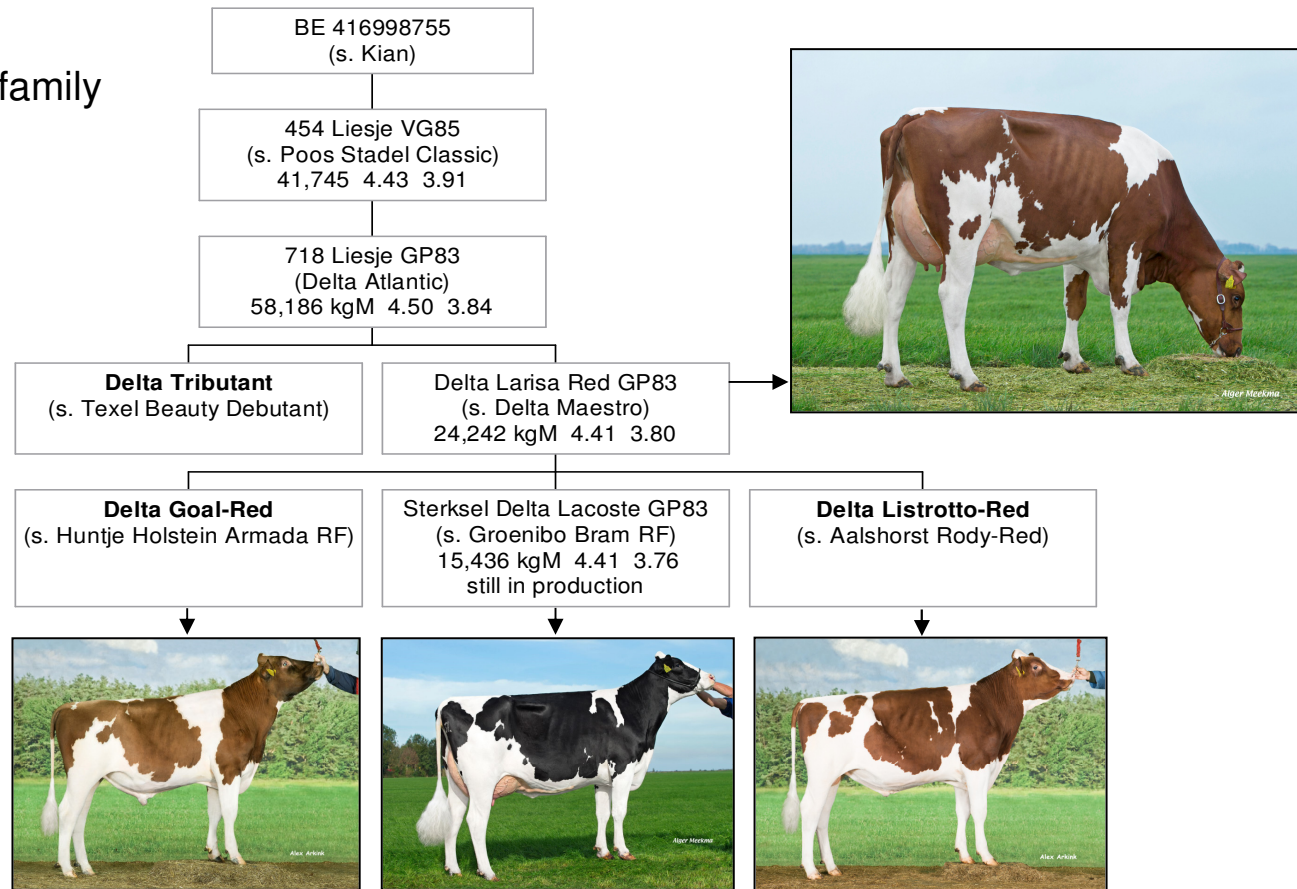 family
BE 416998755
(s. Kian)
454 Liesje VG85
(s. Poos Stadel Classic)
41,745 4.43 3.91
718 Liesje GP83
(Delta Atlantic)
58,186 kgM 4.50 3.84
Delta Tributant
(s. Texel Beauty Debutant)
Delta Larisa Red GP83
(s. Delta Maestro)
24,242 kgM 4.41 3.80
Alger Meekma
Delta Goal-Red
(s. Huntje Holstein Armada RF)
Sterksel Delta Lacoste GP83
(s. Groenibo Bram RF)
15,436 kgM 4.41 3.76
still in production
Delta Listrotto-Red
(s. Aalshorst Rody-Red)
Alex Arkink
Alger Meekma
Alex Arkink